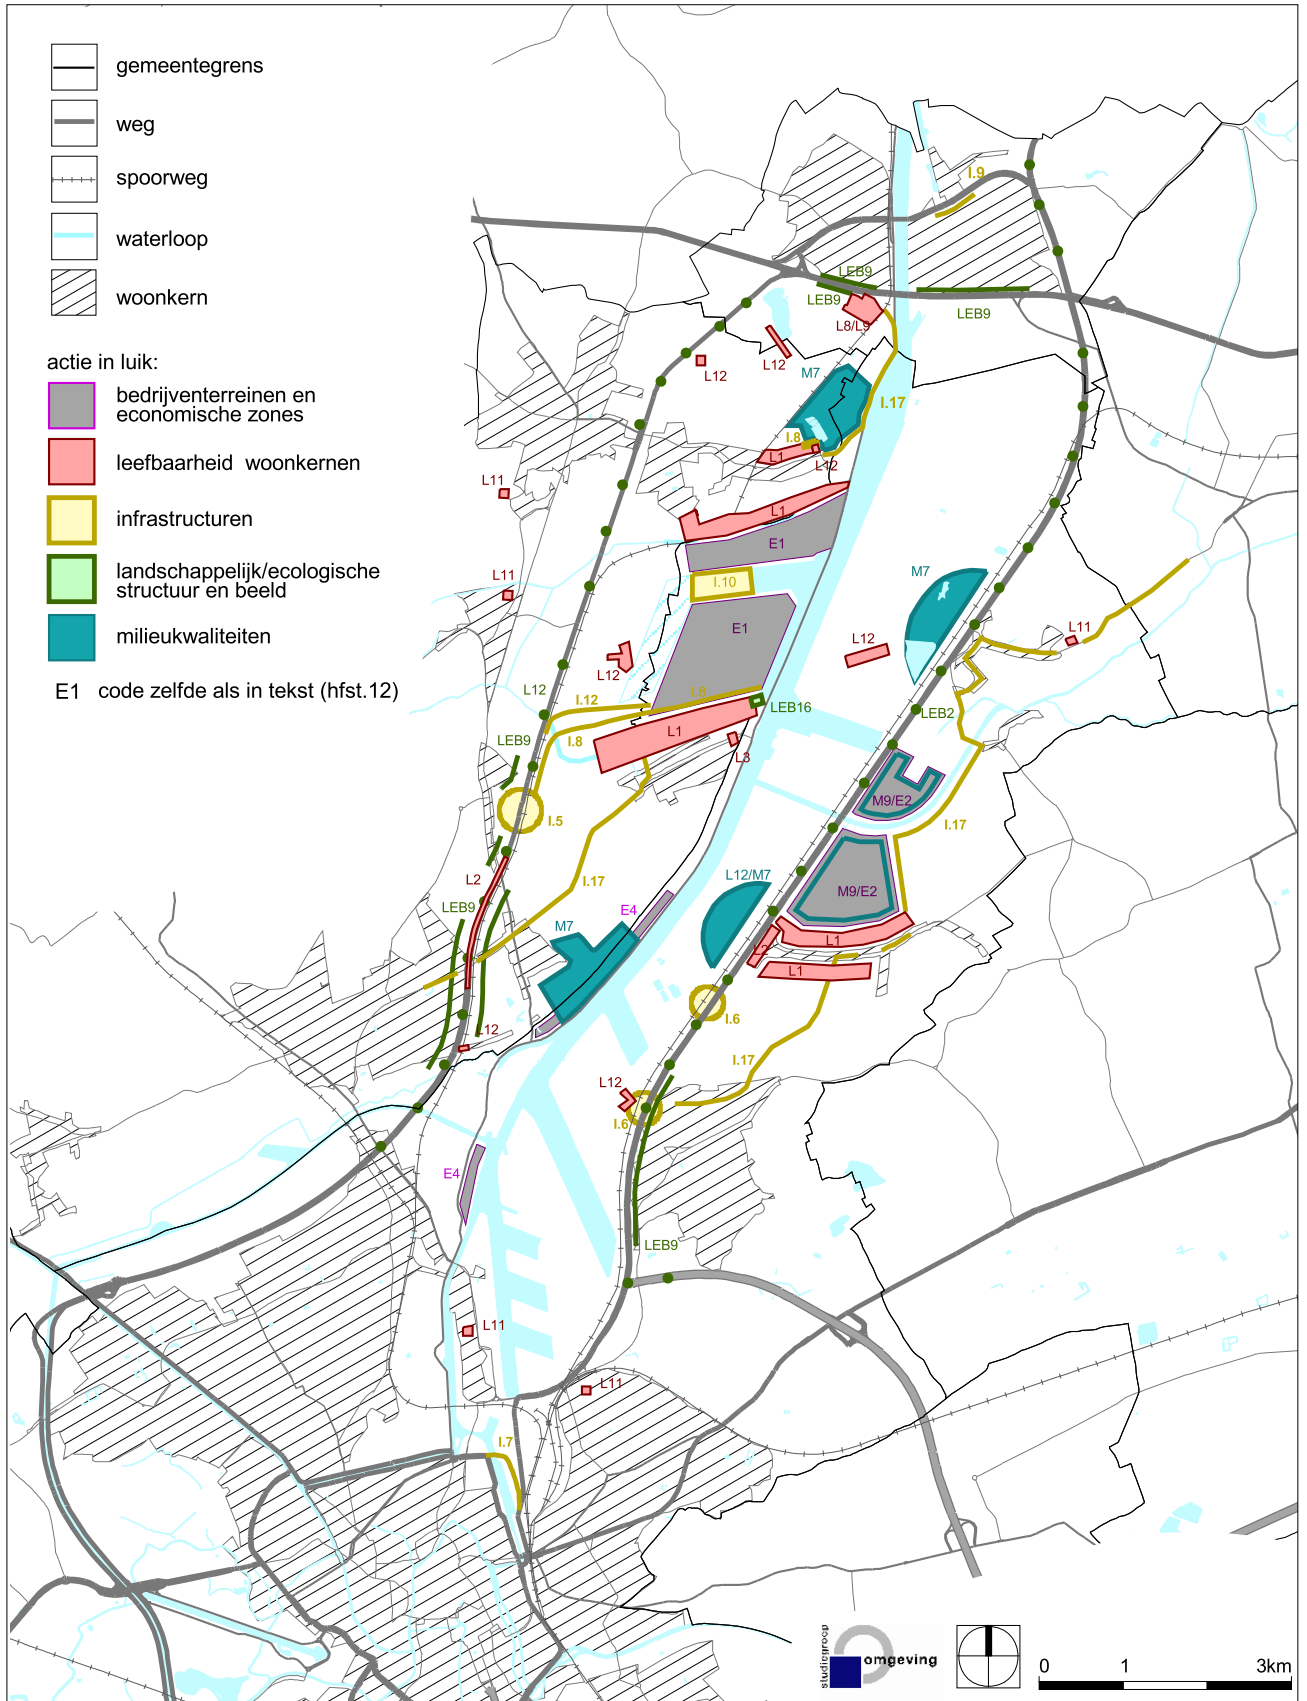 gemeentegrens
weg
spoorweg
waterloop
woonkern
actie in luik:
bedrijventerreinen en
economische zones
leefbaarheid woonkernen
infrastructuren
landschappelijk/ecologische
structuur en beeld
milieukwaliteiten
E1 code zelfde als in tekst (hfst.12)
I.9
LEB9
LEB9
LEB9
L8/L9
L12
L12
M7
I.17
I.8
L1
L12
L11
L1
E1
M7
I.10
L11
E1
L11
L12
L12
L12
I.12
I.8
LEB16
LEB2
I.8
L1
LEB9
L3
M9/E2
I.5
I.17
L2
L12/M7
I.17
M9/E2
LEB9
E4
M7
L2
L1
L1
I.6
L12
I.17
L12
I.6
E4
LEB9
L11
L11
I.7
studiegroep
omgeving
0 1 3km